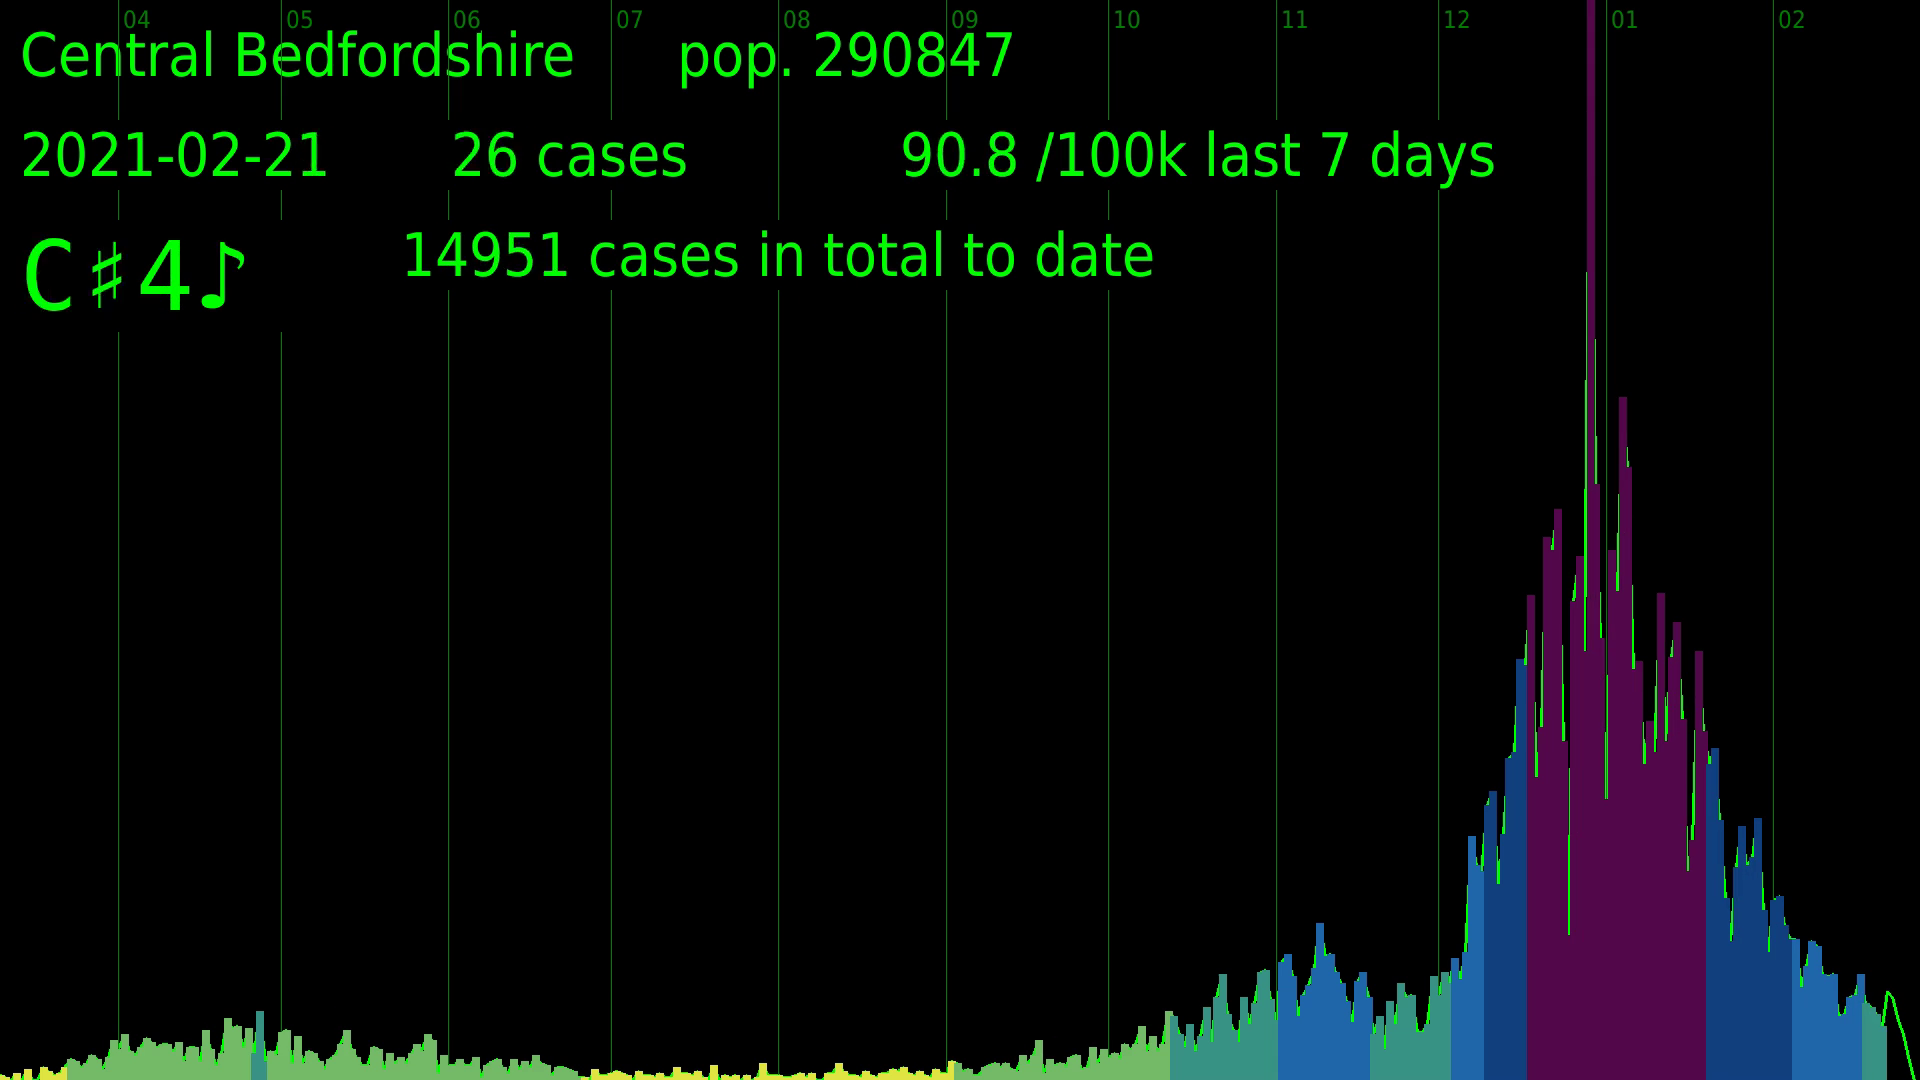 04 05 06 07 08 09 10 11 12 01 02
Central Bedfordshire pop. 290847
2021-02-21 26 cases 90.8 /100k last 7 days
C♯4♪ 14951 cases in total to date